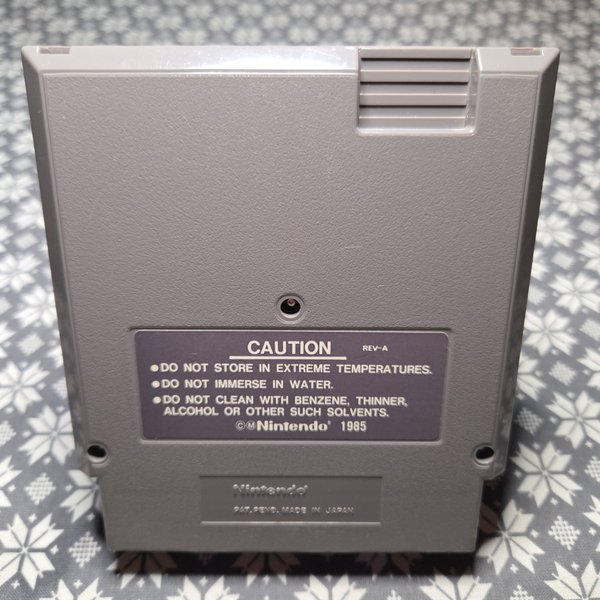 CAUTION REV-A
•DO NOT STORE IN EXTREME TEMPERATURES.
•DO NOT IMMERSE IN WATER.
•DO NOT CLEAN WITH BENZENE, THINNER,
ALCOHOL OR OTHER SUCH SOLVENTS.
©ⓂNintendo® 1985
Nintendo®
PAT. PEND. MADE IN JAPAN